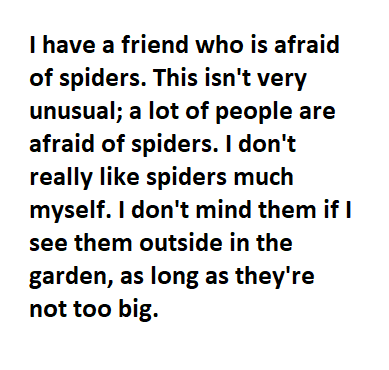 I have a friend who is afraid
of spiders. This isn't very
unusual; a lot of people are
afraid of spiders. I don't
really like spiders much
myself. I don't mind them if I
see them outside in the
garden, as long as they're
not too big.